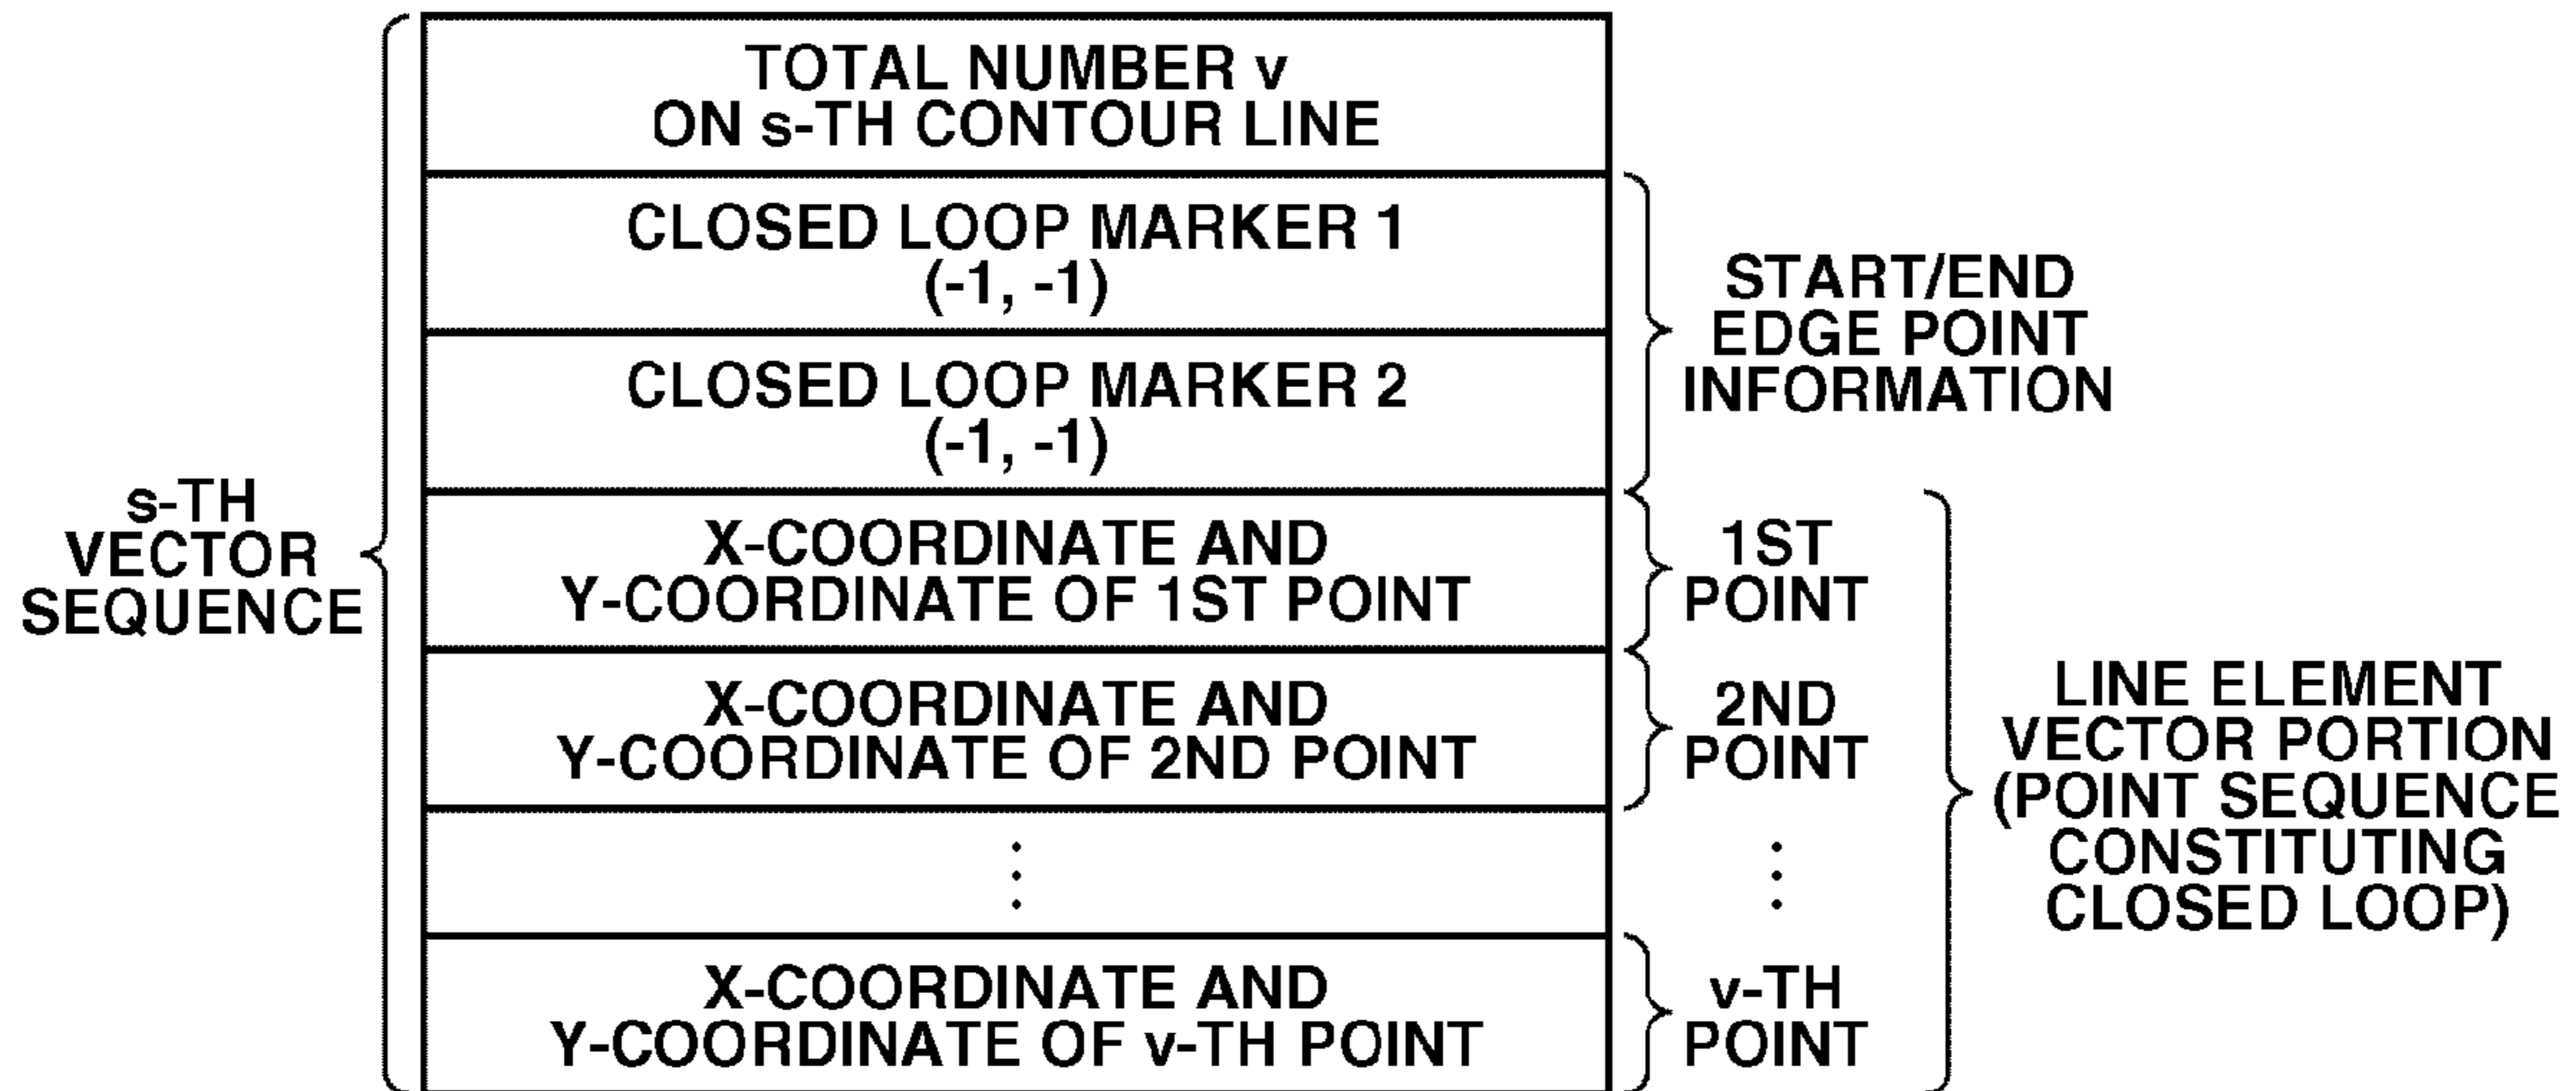 s-TH
VECTOR
SEQUENCE
TOTAL NUMBER v
ON s-TH CONTOUR LINE
CLOSED LOOP MARKER 1
(-1, -1)
CLOSED LOOP MARKER 2
(-1, -1)
START/END
EDGE POINT
INFORMATION
X-COORDINATE AND
Y-COORDINATE OF 1ST POINT
1ST
POINT
X-COORDINATE AND
Y-COORDINATE OF 2ND POINT
2ND
POINT
X-COORDINATE AND
Y-COORDINATE OF v-TH POINT
v-TH
POINT
LINE ELEMENT
VECTOR PORTION
(POINT SEQUENCE
CONSTITUTING
CLOSED LOOP)